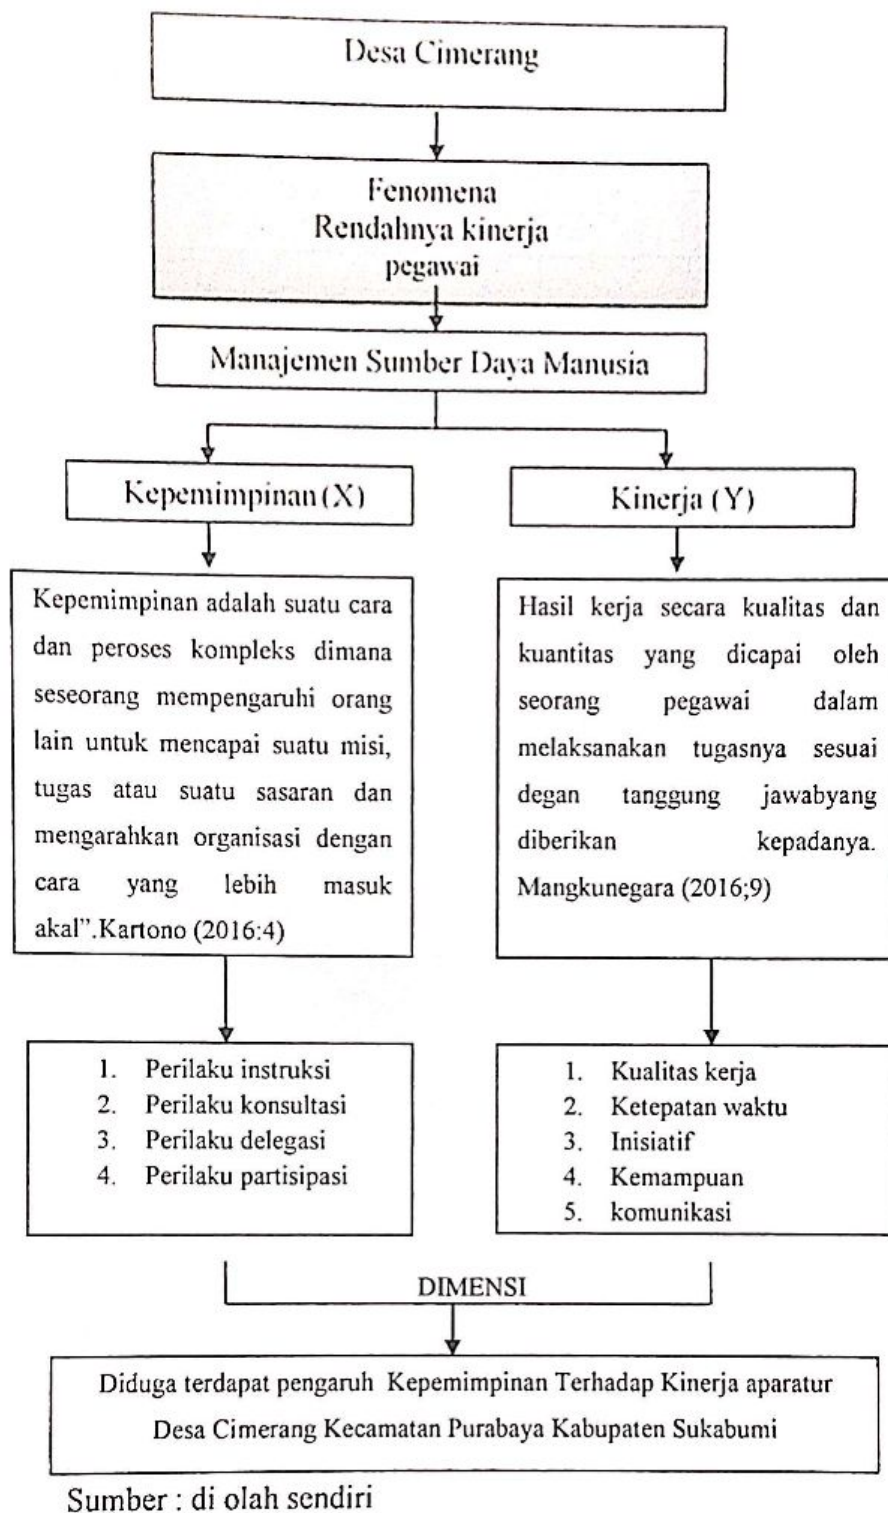 Desa Cimerang
Fenomena
Rendahnya kinerja
pegawai
Manajemen Sumber Daya Manusia
Kepemimpinan (X)
Kinerja (Y)
Kepemimpinan adalah suatu cara
dan peroses kompleks dimana
seseorang mempengaruhi orang
lain untuk mencapai suatu misi,
tugas atau suatu sasaran dan
mengarahkan organisasi dengan
cara yang lebih masuk
akal”.Kartono (2016:4)
Hasil kerja secara kualitas dan
kuantitas yang dicapai oleh
seorang pegawai dalam
melaksanakan tugasnya sesuai
degan tanggung jawabyang
diberikan kepadanya.
Mangkunegara (2016;9)
1. Perilaku instruksi
2. Perilaku konsultasi
3. Perilaku delegasi
4. Perilaku partisipasi
1. Kualitas kerja
2. Ketepatan waktu
3. Inisiatif
4. Kemampuan
5. komunikasi
DIMENSI
Diduga terdapat pengaruh Kepemimpinan Terhadap Kinerja aparatur
Desa Cimerang Kecamatan Purabaya Kabupaten Sukabumi
Sumber : di olah sendiri